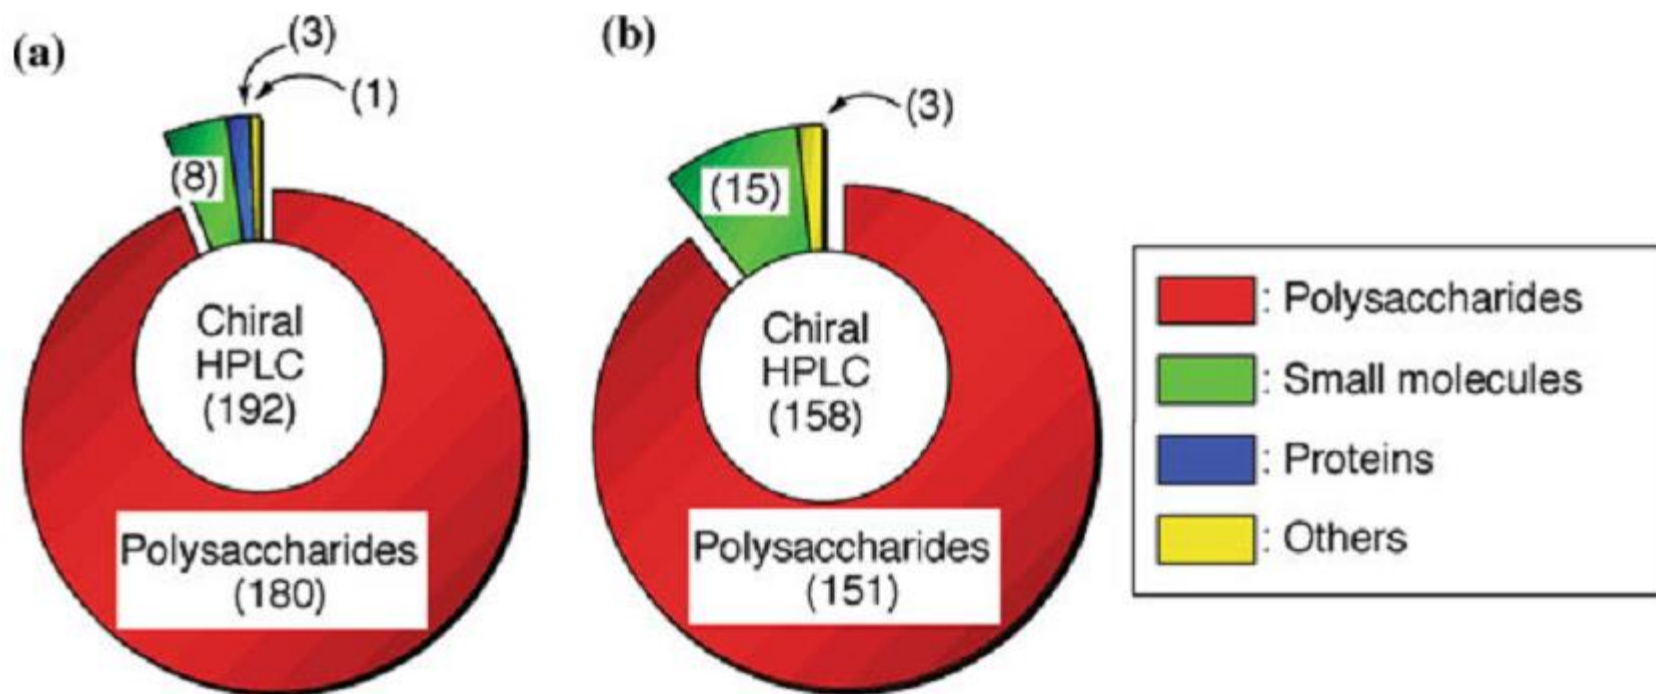 (a)
(3)
(1)
(8)
Chiral
HPLC
(192)
Polysaccharides
(180)
(b)
(3)
(15)
Chiral
HPLC
(158)
Polysaccharides
(151)
: Polysaccharides
: Small molecules
: Proteins
: Others